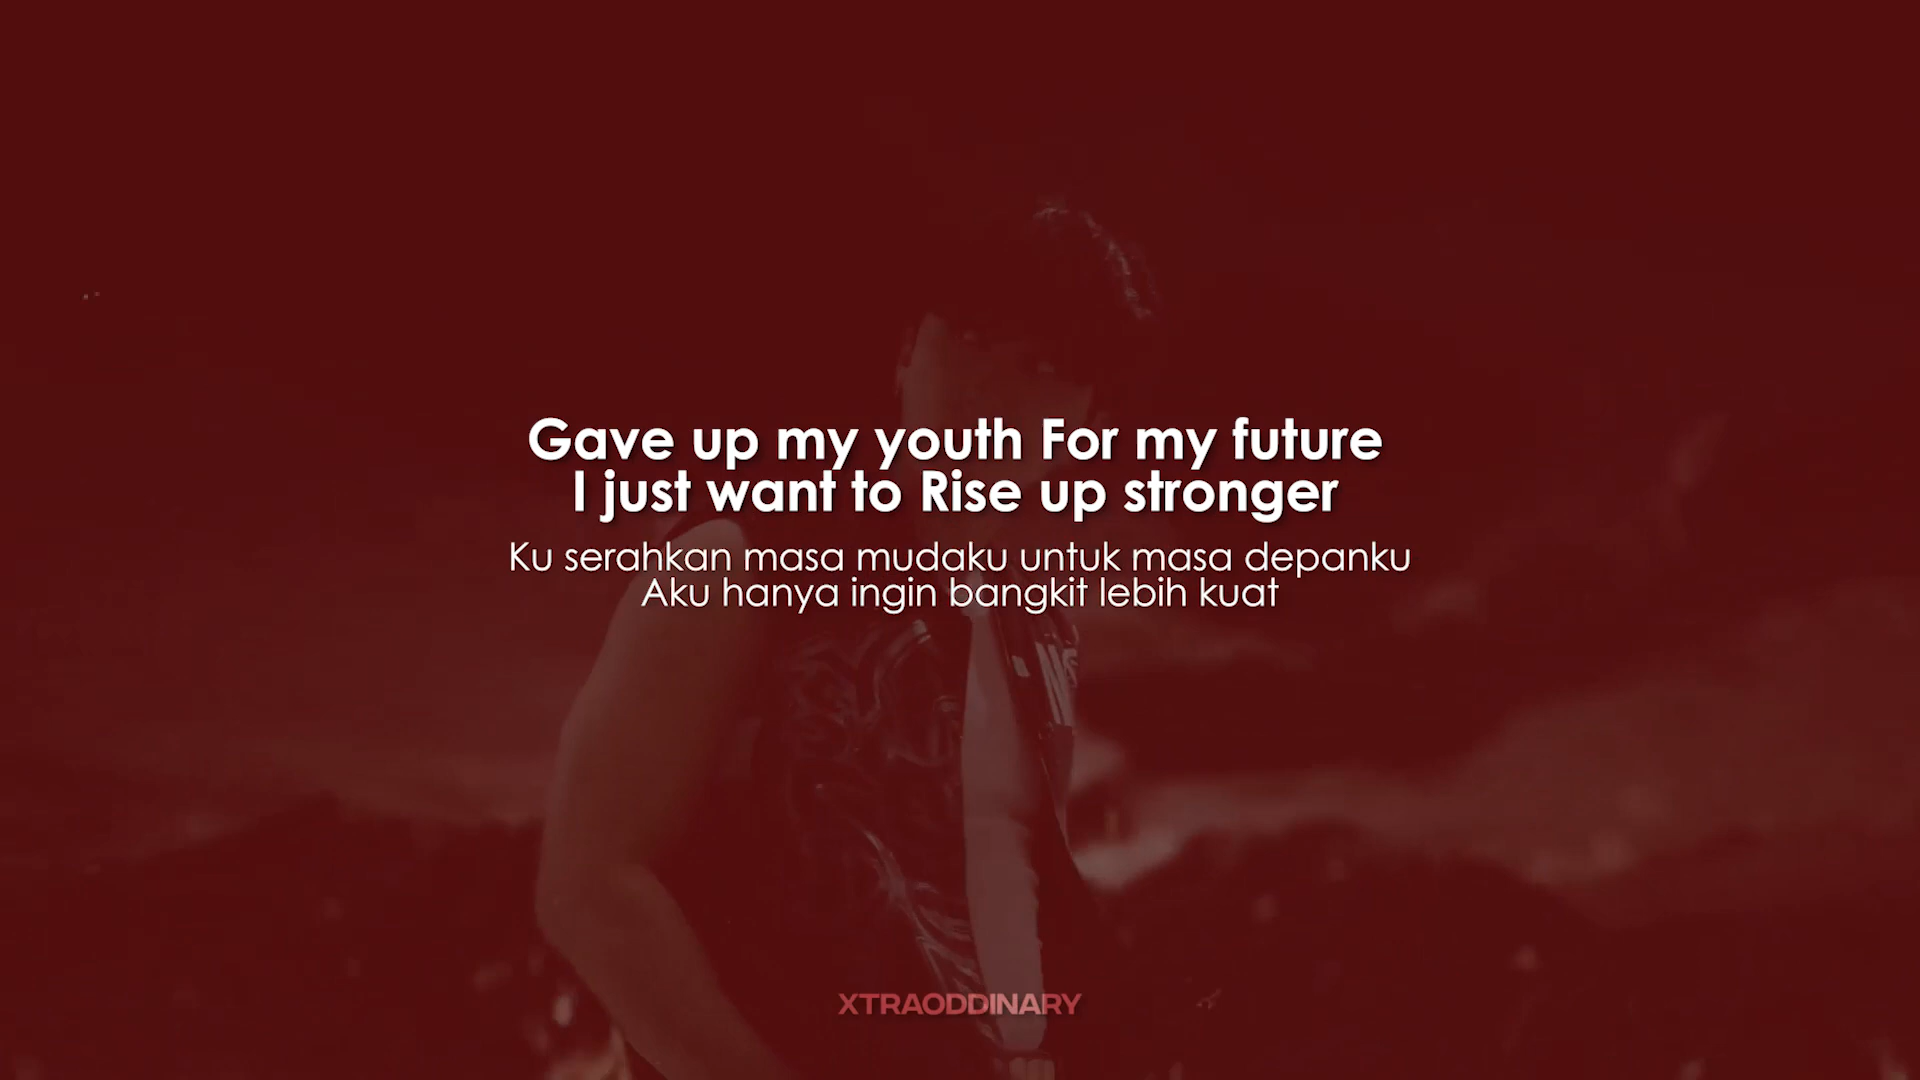 Gave up my youth For my future
I just want to Rise up stronger
Ku serahkan masa mudaku untuk masa depanku
Aku hanya ingin bangkit lebih kuat
XTRAODDINARY